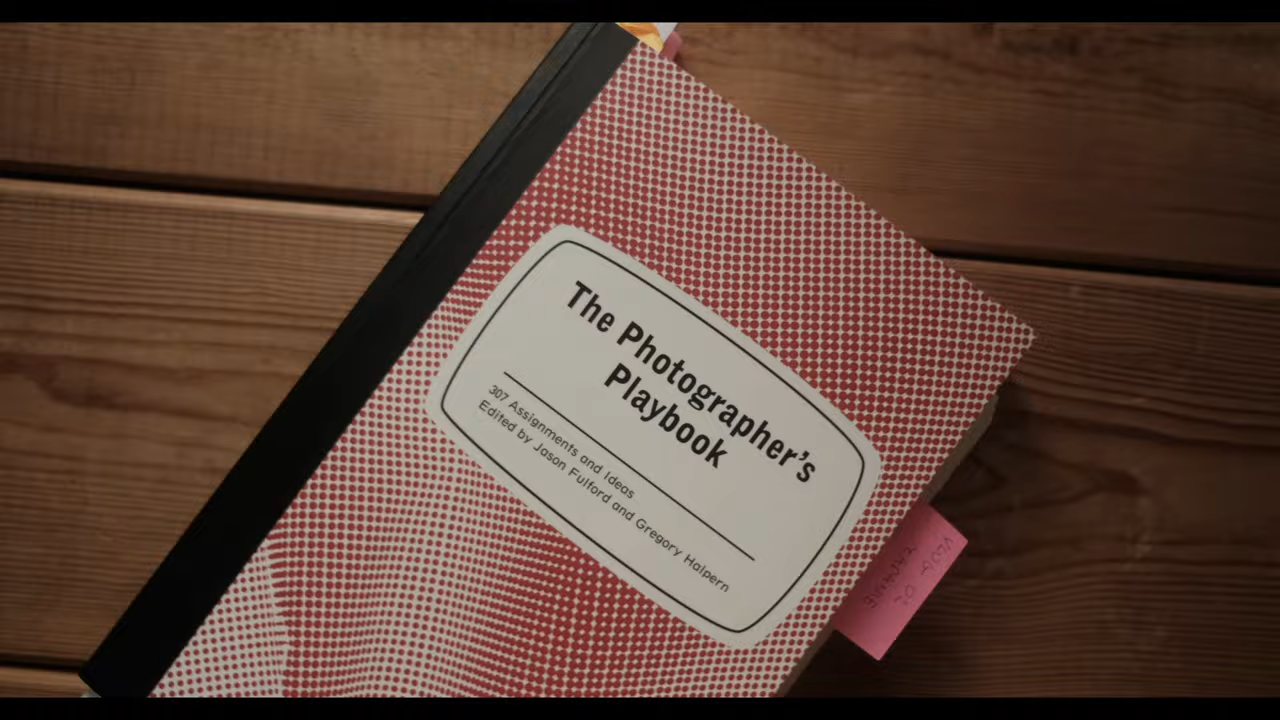 The Photographer's
Playbook
307 Assignments and Ideas
Edited by Jason Fulford and Gregory Halpern